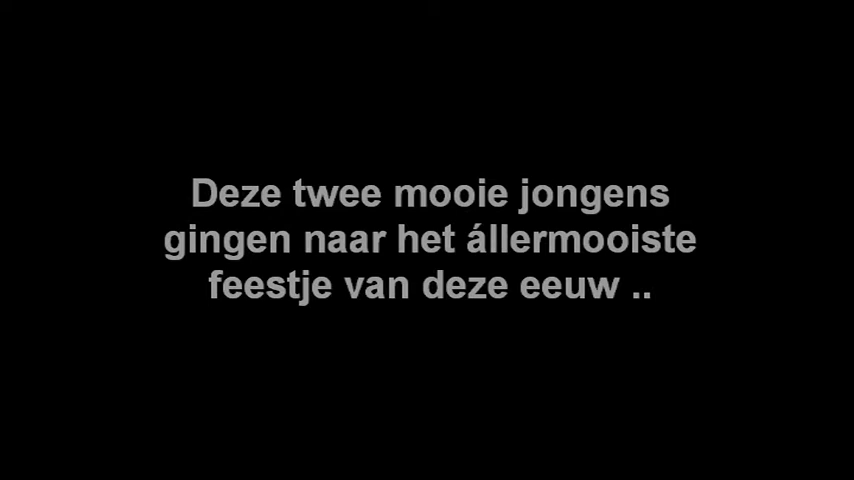 Deze twee mooie jongens
gingen naar het állermooiste
feestje van deze eeuw ..